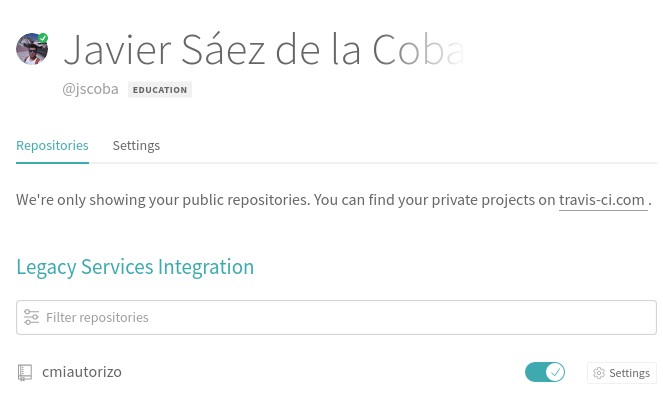 Javier Sáez de la Coba
@jscoba EDUCATION
Repositories Settings
We're only showing your public repositories. You can find your private projects on travis-ci.com .
Legacy Services Integration
Filter repositories
cmiautorizo Settings